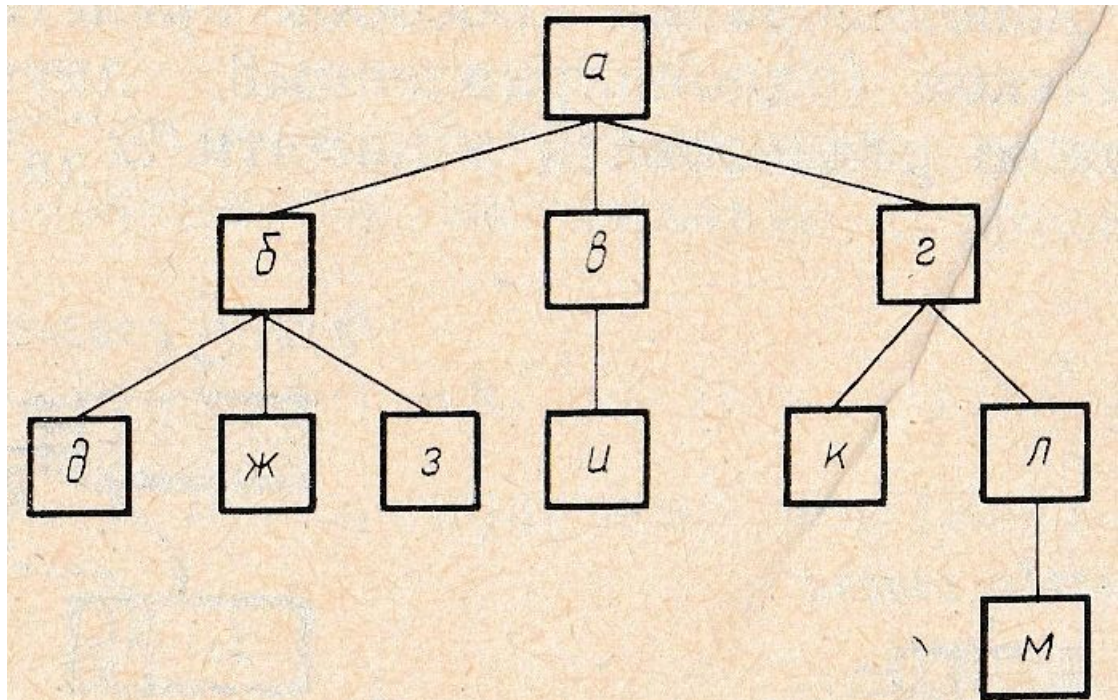 а
б в г
д ж з и к л
м